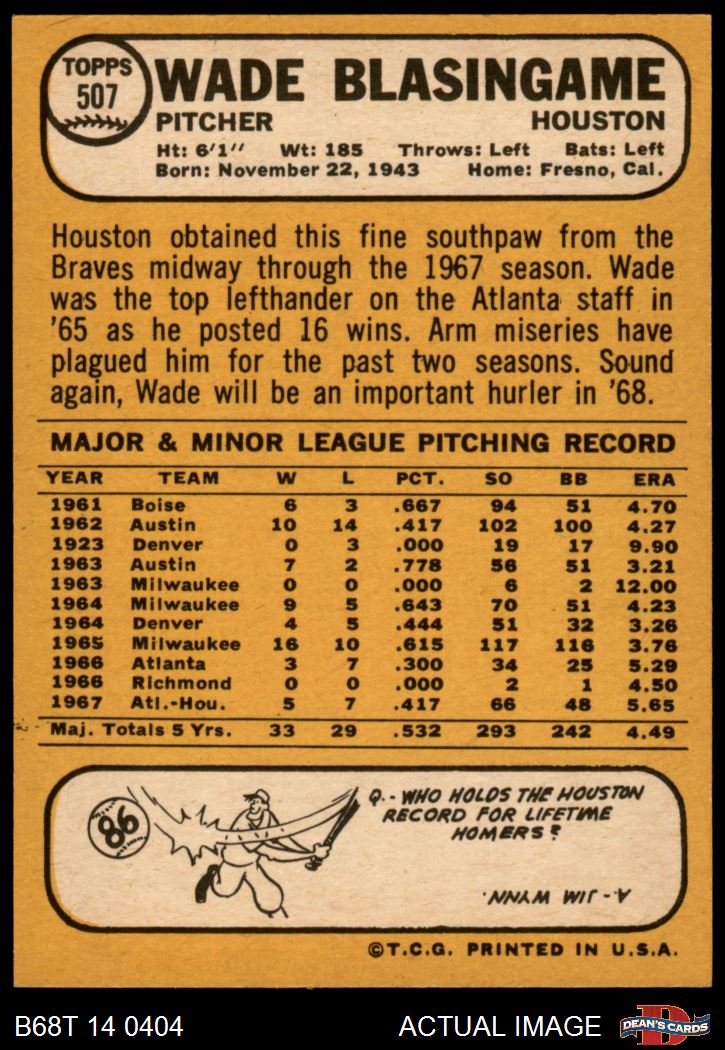 TOPPS
507
WADE BLASINGAME
PITCHER HOUSTON
Ht: 6'1" Wt: 185 Throws: Left Bats: Left
Born: November 22, 1943 Home: Fresno, Cal.
Houston obtained this fine southpaw from the
Braves midway through the 1967 season. Wade
was the top lefthander on the Atlanta staff in
'65 as he posted 16 wins. Arm miseries have
plagued him for the past two seasons. Sound
again, Wade will be an important hurler in '68.
MAJOR & MINOR LEAGUE PITCHING RECORD
YEAR TEAM W L PCT. SO BB ERA
1961 Boise 6 3 .667 94 51 4.70
1962 Austin 10 14 .417 102 100 4.27
1923 Denver 0 3 .000 19 17 9.90
1963 Austin 7 2 .778 56 51 3.21
1963 Milwaukee 0 0 .000 6 2 12.00
1964 Milwaukee 9 5 .643 70 51 4.23
1964 Denver 4 5 .444 51 32 3.26
1965 Milwaukee 16 10 .615 117 116 3.76
1966 Atlanta 3 7 .300 34 25 5.29
1966 Richmond 0 0 .000 2 1 4.50
1967 Atl.-Hou. 5 7 .417 66 48 5.65
Maj. Totals 5 Yrs. 33 29 .532 293 242 4.49
86
Q.- WHO HOLDS THE HOUSTON
RECORD FOR LIFETIME
HOMERS?
A.- JIM WYNN.
©T.C.G. PRINTED IN U.S.A.
B68T 14 0404 ACTUAL IMAGE DEAN'S CARDS